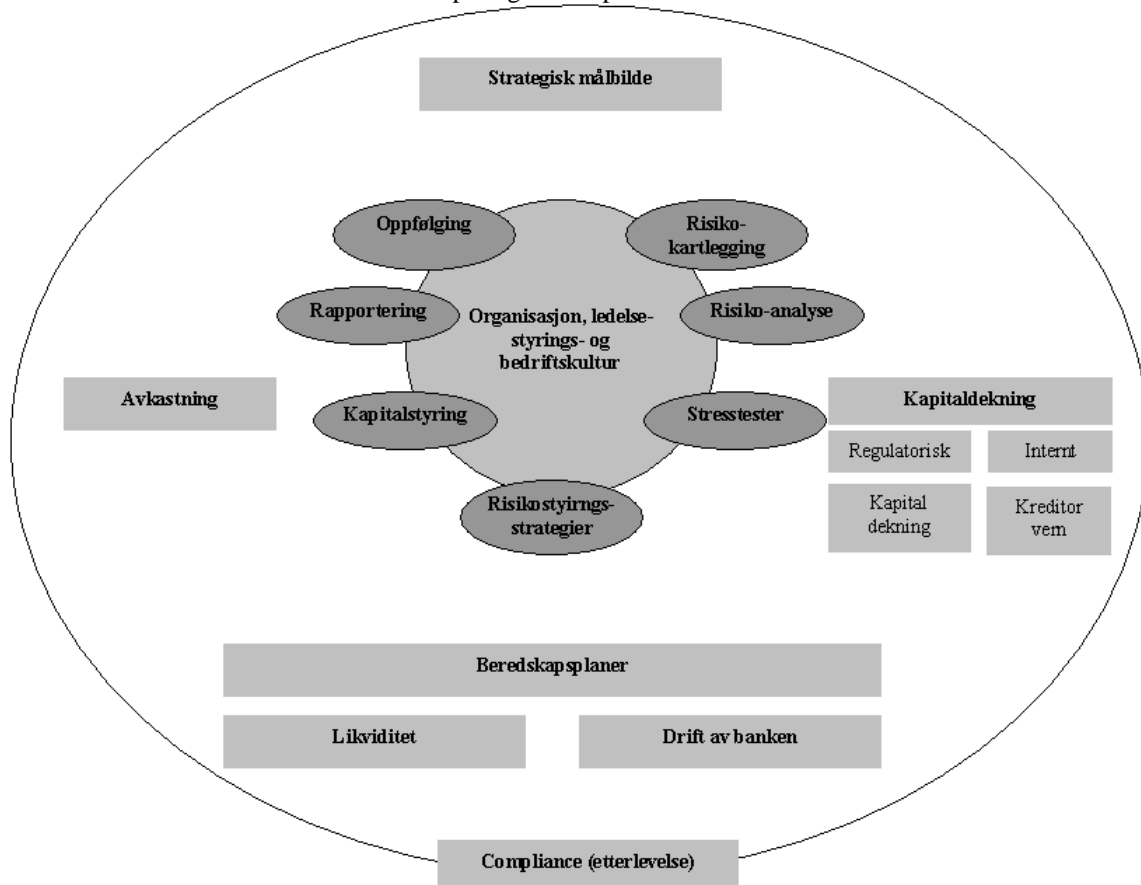 Strategisk målbilde
Oppfølging
Risiko-
kartlegging
Rapportering
Organisasjon, ledelse-
styrings- og
bedriftskultur
Risiko-analyse
Avkastning
Kapitalstyring
Stresstester
Kapitaldekning
Regulatorisk
Internt
Kapital
dekning
Kreditor
vern
Risikostyirngs-
strategier
Beredskapsplaner
Likviditet
Drift av banken
Compliance (etterlevelse)